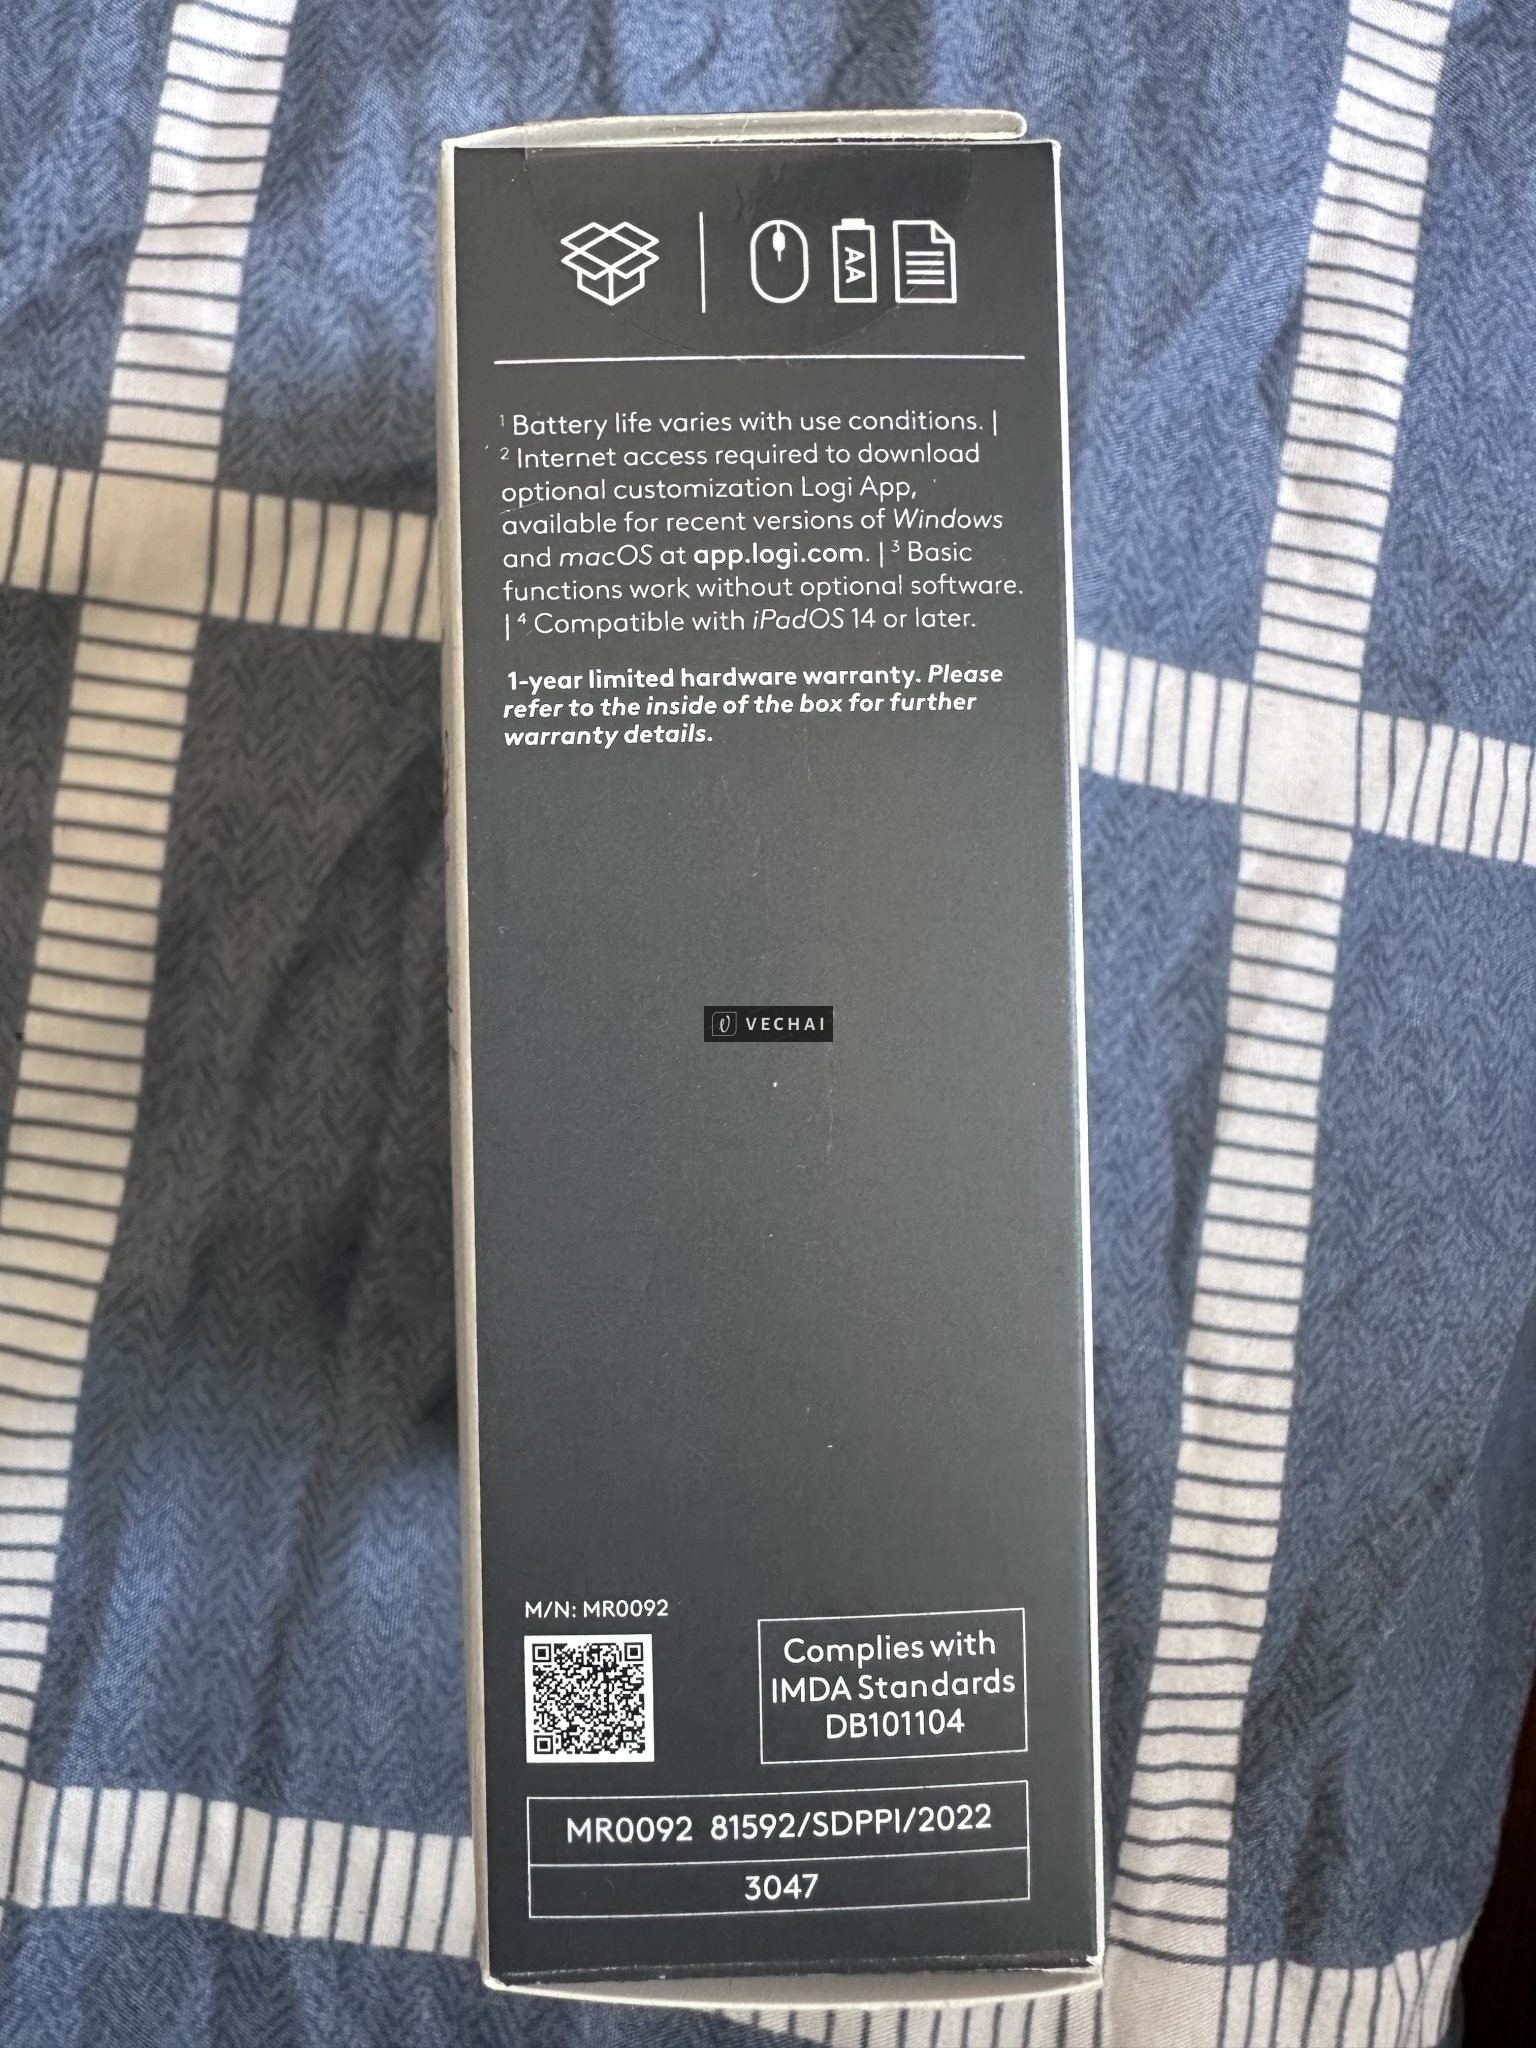 AA
¹ Battery life varies with use conditions. |
² Internet access required to download
optional customization Logi App,
available for recent versions of Windows
and macOS at app.logi.com. | ³ Basic
functions work without optional software.
| ⁴ Compatible with iPadOS 14 or later.
1-year limited hardware warranty. Please
refer to the inside of the box for further
warranty details.
VECHAI
M/N: MR0092
Complies with
IMDA Standards
DB101104
MR0092 81592/SDPPI/2022
3047